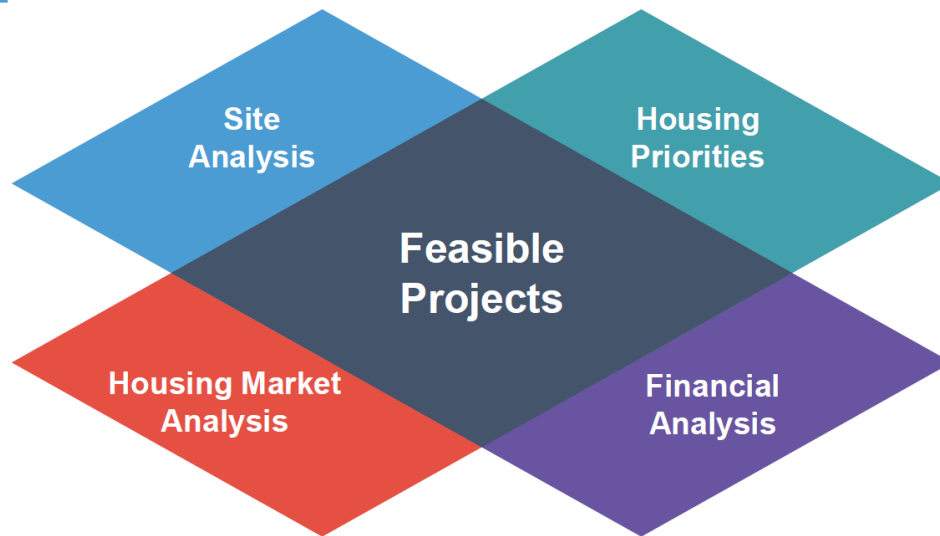 Site
Analysis
Housing
Priorities
Feasible
Projects
Housing Market
Analysis
Financial
Analysis